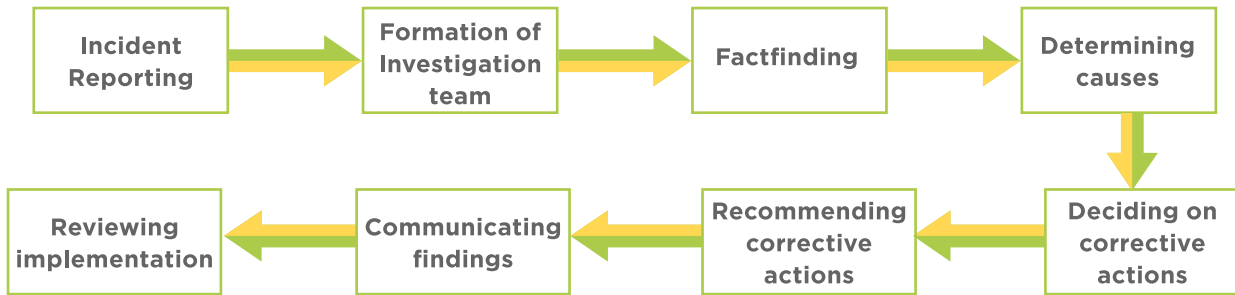 Incident
Reporting
Formation of
Investigation
team
Factfinding
Determining
causes
Deciding on
corrective
actions
Recommending
corrective
actions
Communicating
findings
Reviewing
implementation